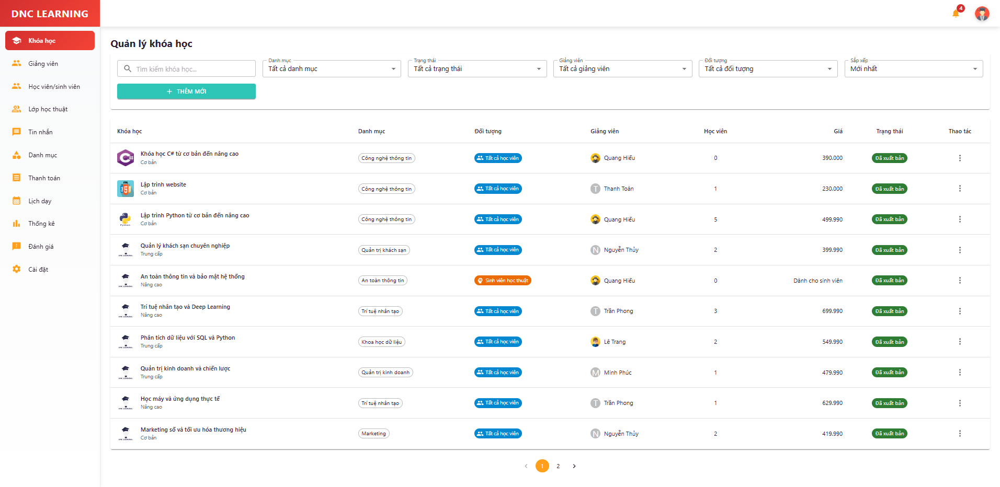 DNC LEARNING
4
Khóa học
Giảng viên
Học viên/sinh viên
Lớp học thuật
Tin nhắn
Danh mục
Thanh toán
Lịch dạy
Thống kê
Đánh giá
Cài đặt
Quản lý khóa học
Tìm kiếm khóa học...
Danh mục
Tất cả danh mục
Trạng thái
Tất cả trạng thái
Giảng viên
Tất cả giảng viên
Đối tượng
Tất cả đối tượng
Sắp xếp
Mới nhất
THÊM MỚI
Khóa học Danh mục Đối tượng Giảng viên Học viên Giá Trạng thái Thao tác
Khóa học C# từ cơ bản đến nâng cao
Cơ bản
Công nghệ thông tin Tất cả học viên Quang Hiếu 0 390.000 Đã xuất bản
Lập trình website
Cơ bản
Công nghệ thông tin Tất cả học viên T Thanh Toàn 1 230.000 Đã xuất bản
Python
Lập trình Python từ cơ bản đến nâng cao
Cơ bản
Công nghệ thông tin Tất cả học viên Quang Hiếu 5 499.990 Đã xuất bản
DNC LEARNING
Quản lý khách sạn chuyên nghiệp
Trung cấp
Quản trị khách sạn Tất cả học viên N Nguyễn Thủy 2 399.990 Đã xuất bản
DNC LEARNING
An toàn thông tin và bảo mật hệ thống
Nâng cao
An toàn thông tin Sinh viên học thuật Quang Hiếu 0 Dành cho sinh viên Đã xuất bản
DNC LEARNING
Trí tuệ nhân tạo và Deep Learning
Nâng cao
Trí tuệ nhân tạo Tất cả học viên T Trần Phong 3 699.990 Đã xuất bản
DNC LEARNING
Phân tích dữ liệu với SQL và Python
Trung cấp
Khoa học dữ liệu Tất cả học viên Lê Trang 2 549.990 Đã xuất bản
DNC LEARNING
Quản trị kinh doanh và chiến lược
Trung cấp
Quản trị kinh doanh Tất cả học viên M Minh Phúc 1 479.990 Đã xuất bản
DNC LEARNING
Học máy và ứng dụng thực tế
Nâng cao
Trí tuệ nhân tạo Tất cả học viên T Trần Phong 1 629.990 Đã xuất bản
DNC LEARNING
Marketing số và tối ưu hóa thương hiệu
Cơ bản
Marketing Tất cả học viên N Nguyễn Thủy 2 419.990 Đã xuất bản
1 2